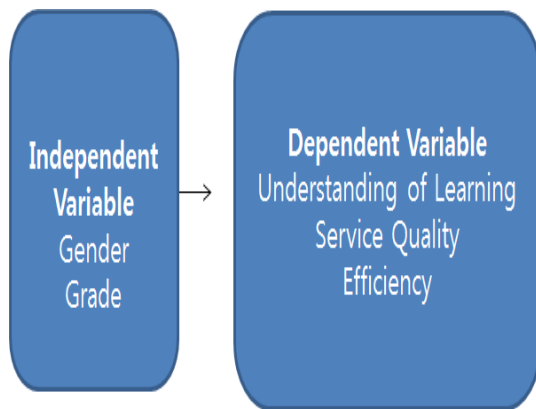 Independent
Variable
Gender
Grade
Dependent Variable
Understanding of Learning
Service Quality
Efficiency